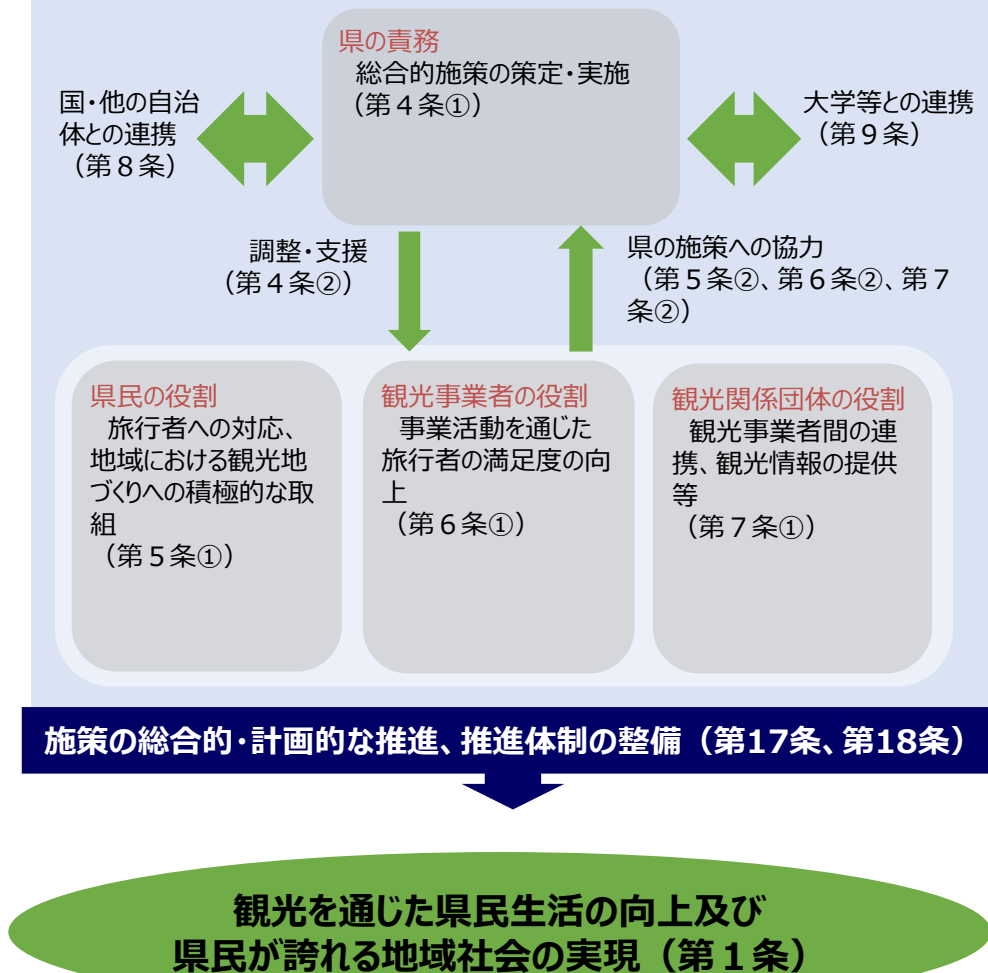 県の責務
総合的施策の策定・実施
（第４条①）
国・他の自治
体との連携
（第８条）
大学等との連携
（第９条）
調整・支援
（第４条②）
県の施策への協力
（第５条②、第６条②、第７
条②）
県民の役割
旅行者への対応、
地域における観光地
づくりへの積極的な取
組
（第５条①）
観光事業者の役割
事業活動を通じた
旅行者の満足度の向
上
（第６条①）
観光関係団体の役割
観光事業者間の連
携、観光情報の提供
等
（第７条①）
施策の総合的・計画的な推進、推進体制の整備（第17条、第18条）
観光を通じた県民生活の向上及び
県民が誇れる地域社会の実現（第１条）